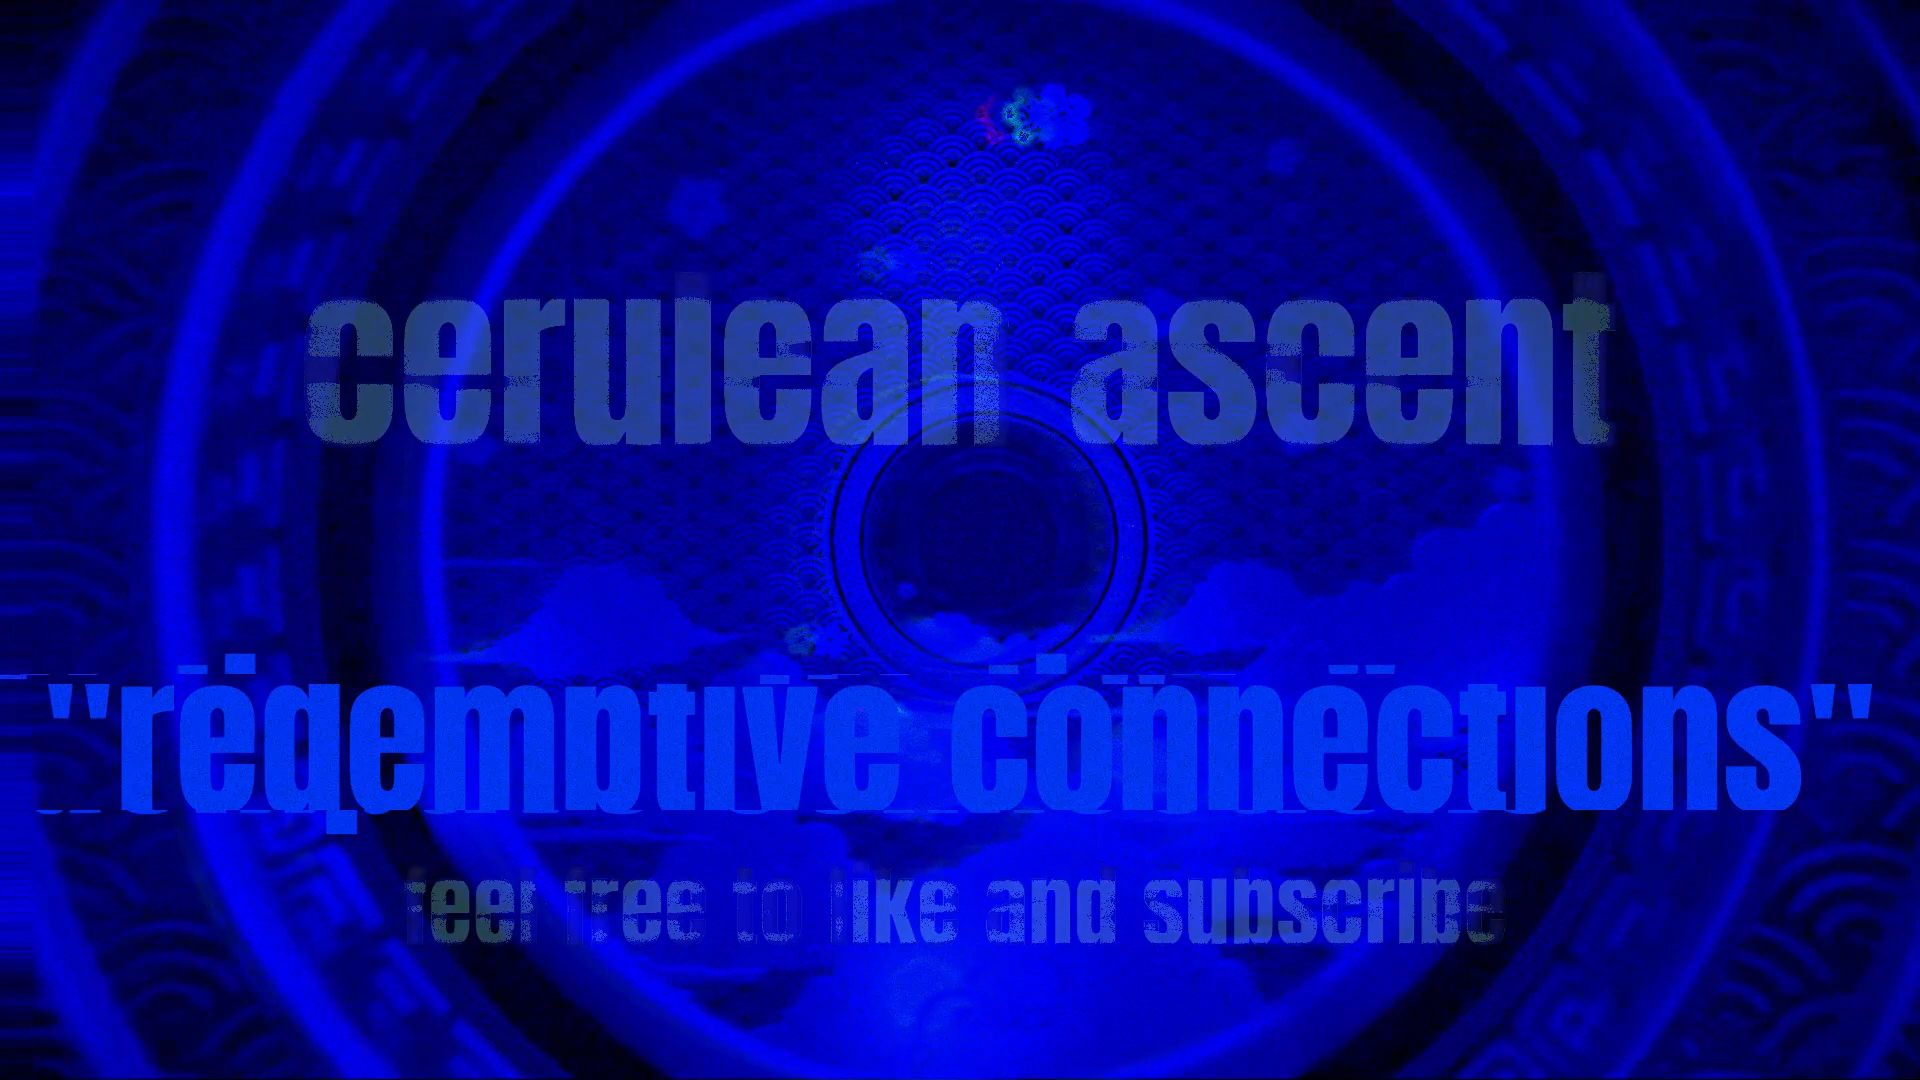 cerulean ascent
"redemptive connections"
feel free to like and subscribe